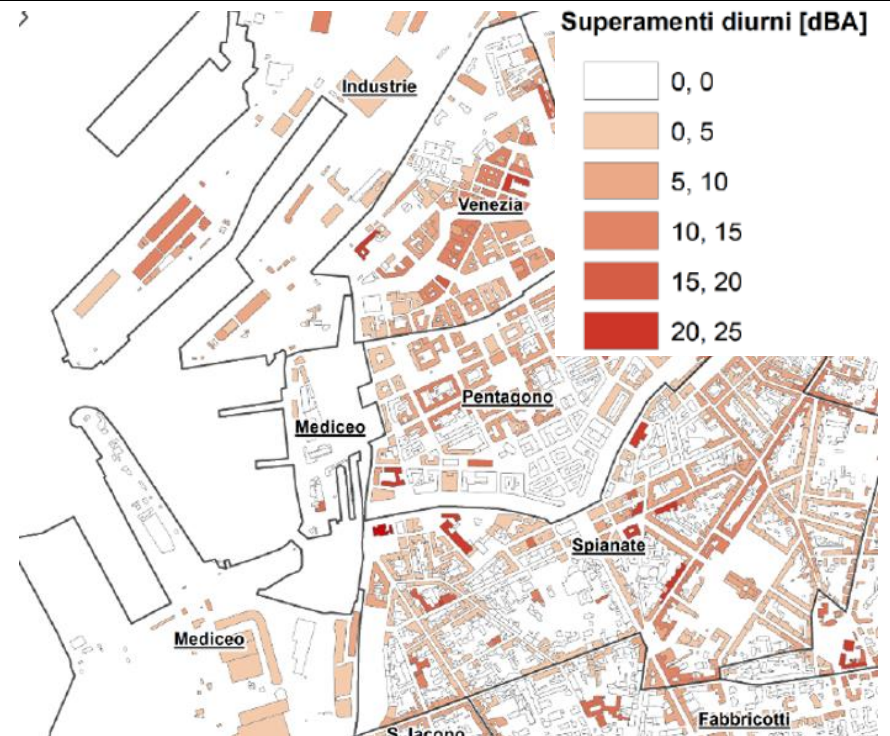 Superamenti diurni [dBA]
0, 0
0, 5
5, 10
10, 15
15, 20
20, 25
Industrie
Venezia
Pentagono
Mediceo
Spianate
Mediceo
Fabbricotti
S.Jacopo